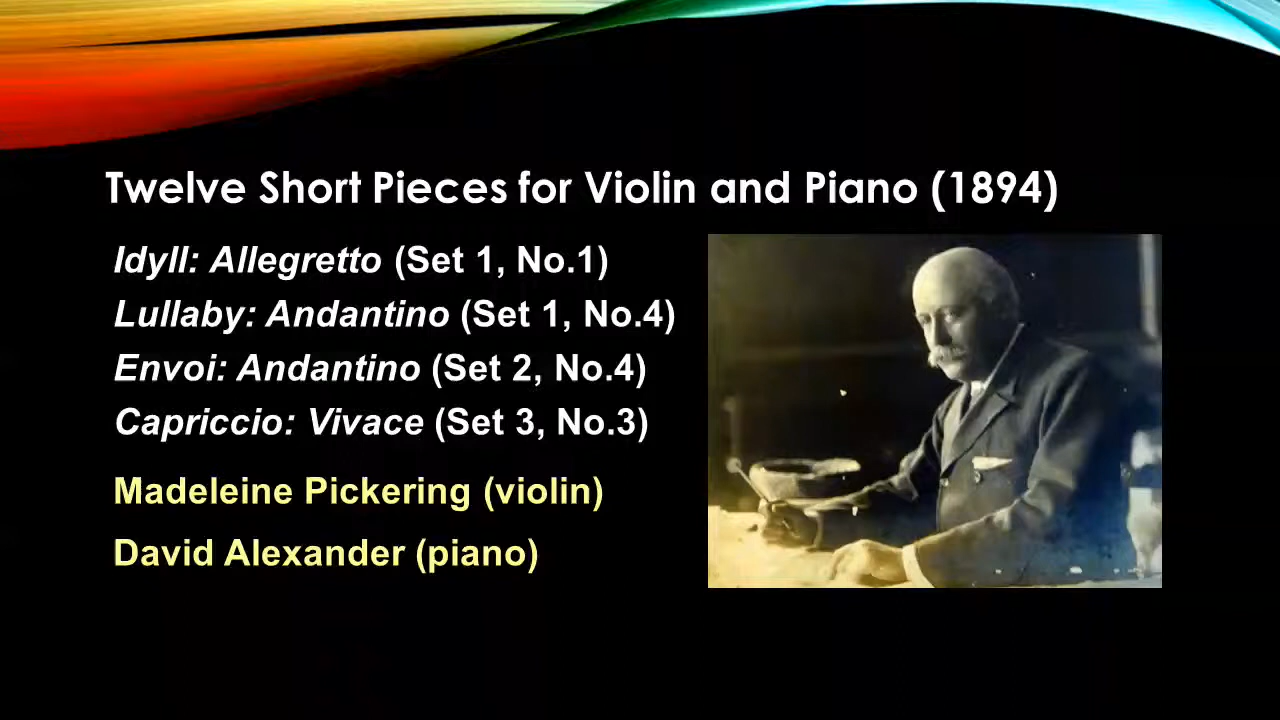 Twelve Short Pieces for Violin and Piano (1894)
Idyll: Allegretto (Set 1, No.1)
Lullaby: Andantino (Set 1, No.4)
Envoi: Andantino (Set 2, No.4)
Capriccio: Vivace (Set 3, No.3)
Madeleine Pickering (violin)
David Alexander (piano)